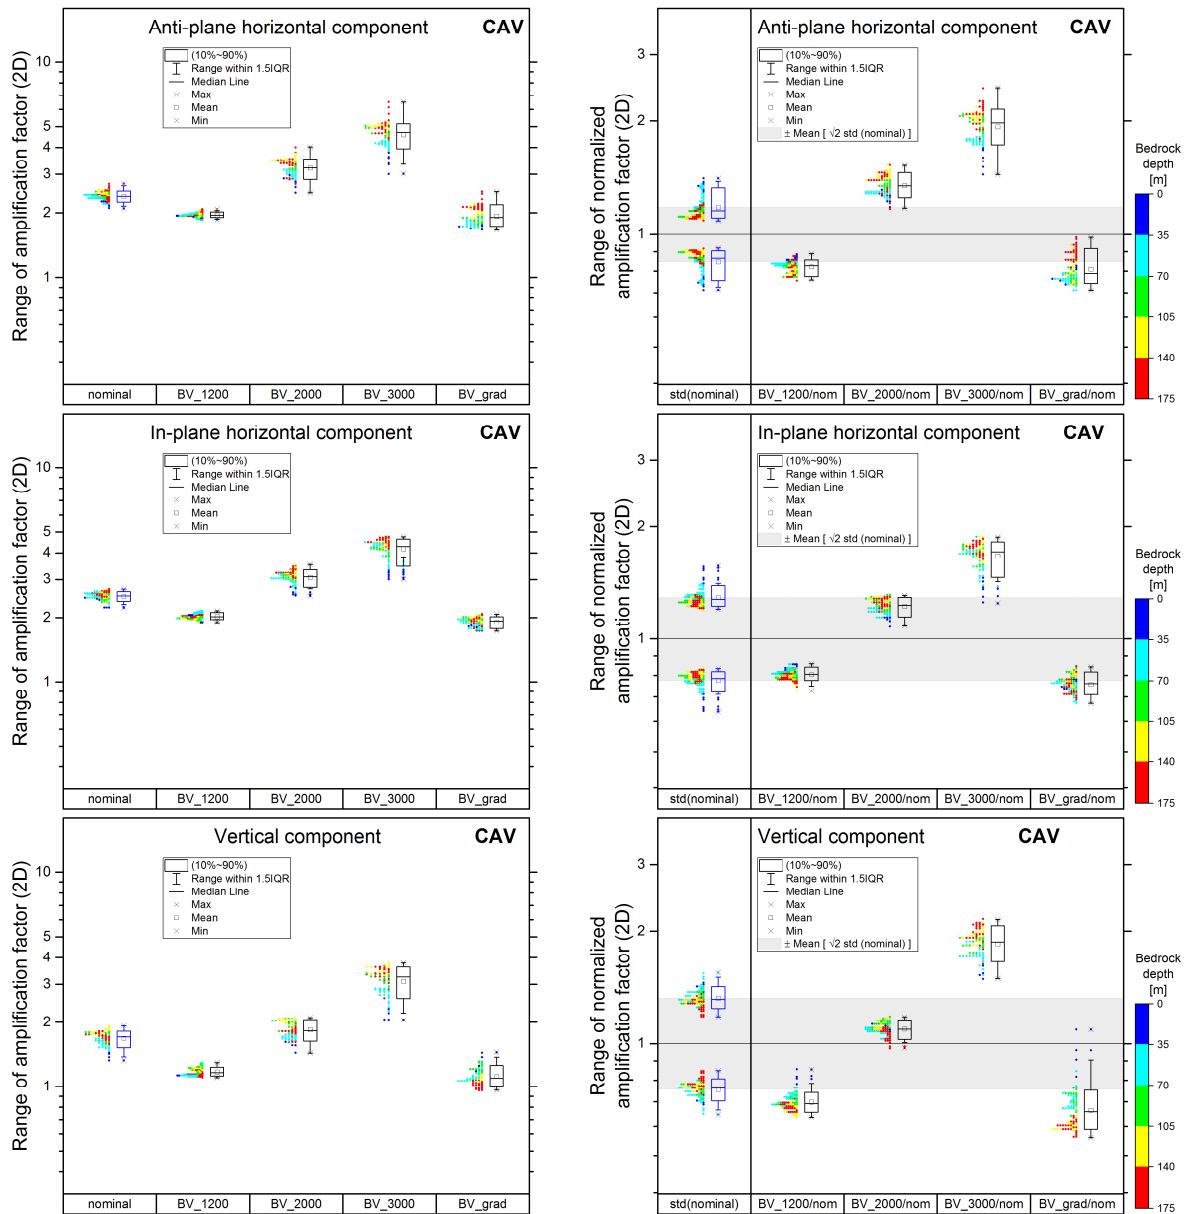 Anti-plane horizontal component CAV
Range of amplification factor (2D)
(10%~90%)
Range within 1.5IQR
Median Line
Max
Mean
Min
10
5
4
3
2
1
nominal BV_1200 BV_2000 BV_3000 BV_grad
Anti-plane horizontal component CAV
Range of normalized
amplification factor (2D)
(10%~90%)
Range within 1.5IQR
Median Line
Max
Mean
Min
± Mean [ √2 std (nominal) ]
3
2
1
std(nominal) BV_1200/nom BV_2000/nom BV_3000/nom BV_grad/nom
Bedrock
depth
[m]
0
35
70
105
140
175
In-plane horizontal component CAV
Range of amplification factor (2D)
(10%~90%)
Range within 1.5IQR
Median Line
Max
Mean
Min
10
5
4
3
2
1
nominal BV_1200 BV_2000 BV_3000 BV_grad
In-plane horizontal component CAV
Range of normalized
amplification factor (2D)
(10%~90%)
Range within 1.5IQR
Median Line
Max
Mean
Min
± Mean [ √2 std (nominal) ]
3
2
1
std(nominal) BV_1200/nom BV_2000/nom BV_3000/nom BV_grad/nom
Bedrock
depth
[m]
0
35
70
105
140
175
Vertical component CAV
Range of amplification factor (2D)
(10%~90%)
Range within 1.5IQR
Median Line
Max
Mean
Min
10
5
4
3
2
1
nominal BV_1200 BV_2000 BV_3000 BV_grad
Vertical component CAV
Range of normalized
amplification factor (2D)
(10%~90%)
Range within 1.5IQR
Median Line
Max
Mean
Min
± Mean [ √2 std (nominal) ]
3
2
1
std(nominal) BV_1200/nom BV_2000/nom BV_3000/nom BV_grad/nom
Bedrock
depth
[m]
0
35
70
105
140
175